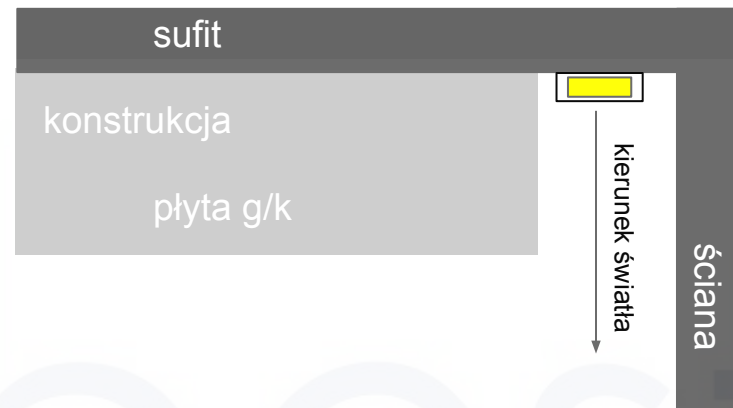 sufit
konstrukcja
płyta g/k
kierunek światła
ściana